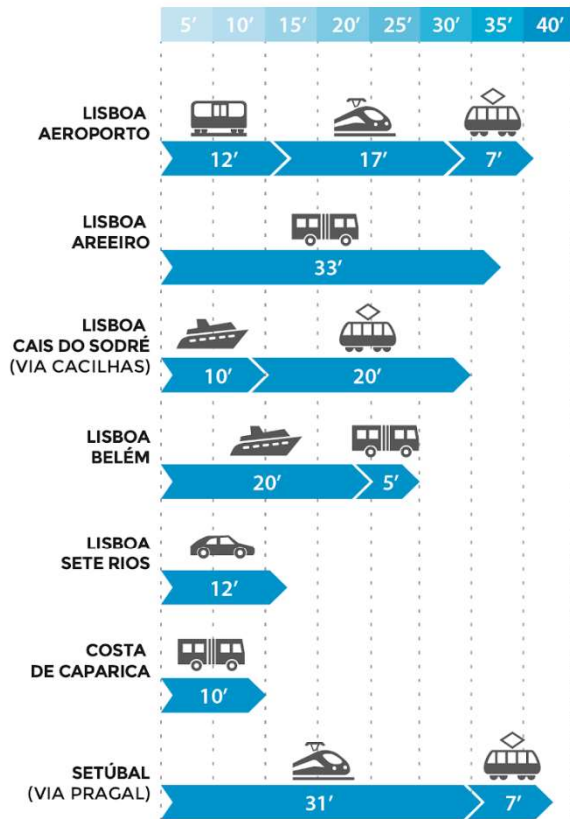 5’ 10’ 15’ 20’ 25’ 30’ 35’ 40’
LISBOA
AEROPORTO
12’ 17’ 7’
LISBOA
AREEIRO
33’
LISBOA
CAIS DO SODRÉ
(VIA CACILHAS)
10’ 20’
LISBOA
BELÉM
20’ 5’
LISBOA
SETE RIOS
12’
COSTA
DE CAPARICA
10’
SETÚBAL
(VIA PRAGAL)
31’ 7’